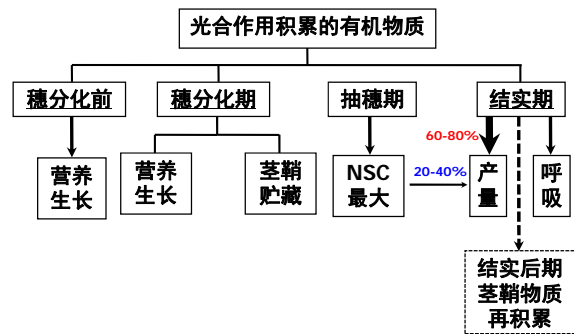 光合作用积累的有机物质
穗分化前
穗分化期
抽穗期
结实期
60-80%
营养
生长
营养
生长
茎鞘
贮藏
NSC
最大
20-40%
产
量
呼
吸
结实后期
茎鞘物质
再积累